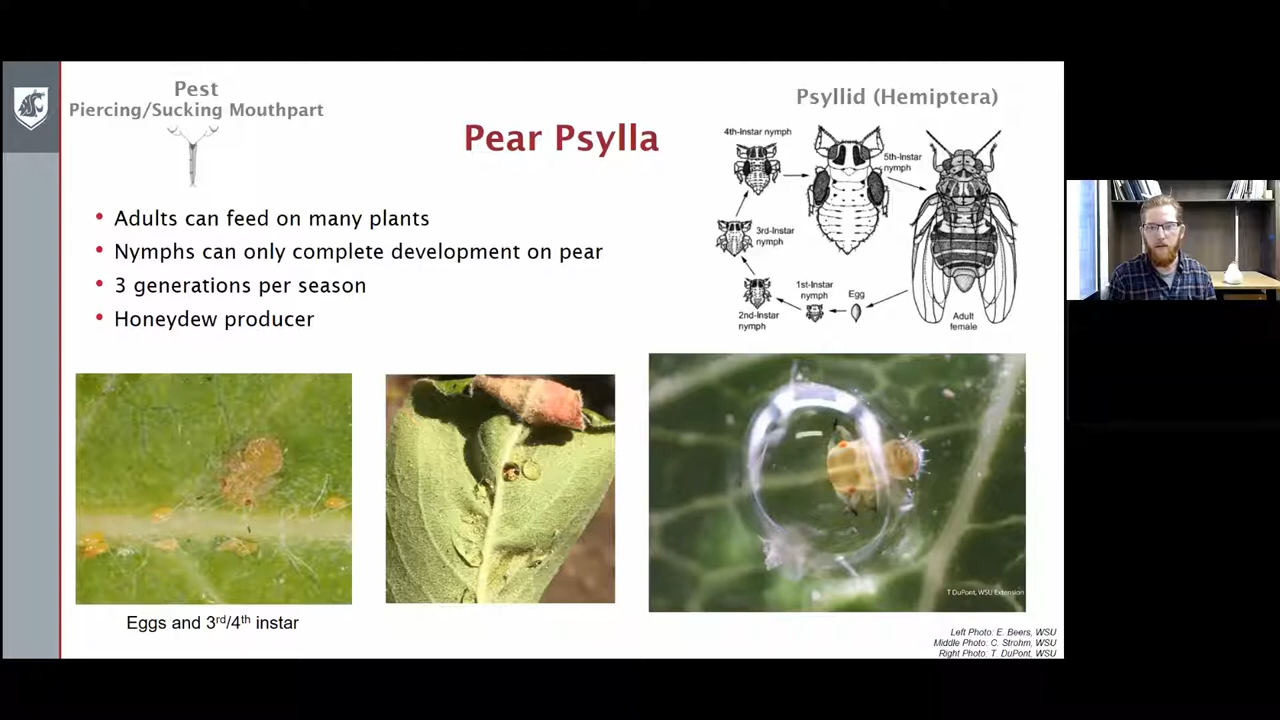 Pest
Piercing/Sucking Mouthpart
Psyllid (Hemiptera)
Pear Psylla
• Adults can feed on many plants
• Nymphs can only complete development on pear
• 3 generations per season
• Honeydew producer
4th-Instar nymph
5th-Instar
nymph
3rd-Instar
nymph
1st-Instar
nymph
Egg
2nd-Instar
nymph
Adult
female
T DuPont, WSU Extension
Eggs and 3rd/4th instar
Left Photo: E. Beers, WSU
Middle Photo: C. Strohm, WSU
Right Photo: T. DuPont, WSU